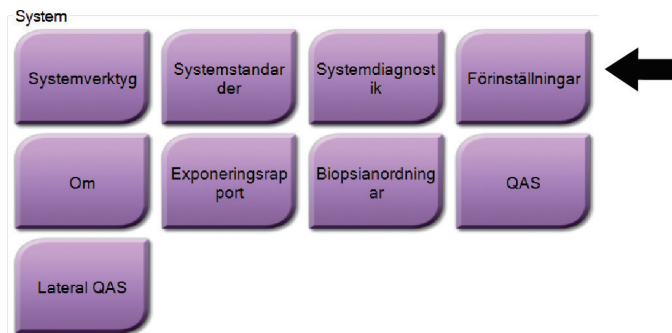 System
Systemverktyg
Systemstandar
der
Systemdiagnost
ik
Förinställningar
Om
Exponeringsrap
port
Biopsianordning
ar
QAS
Lateral QAS